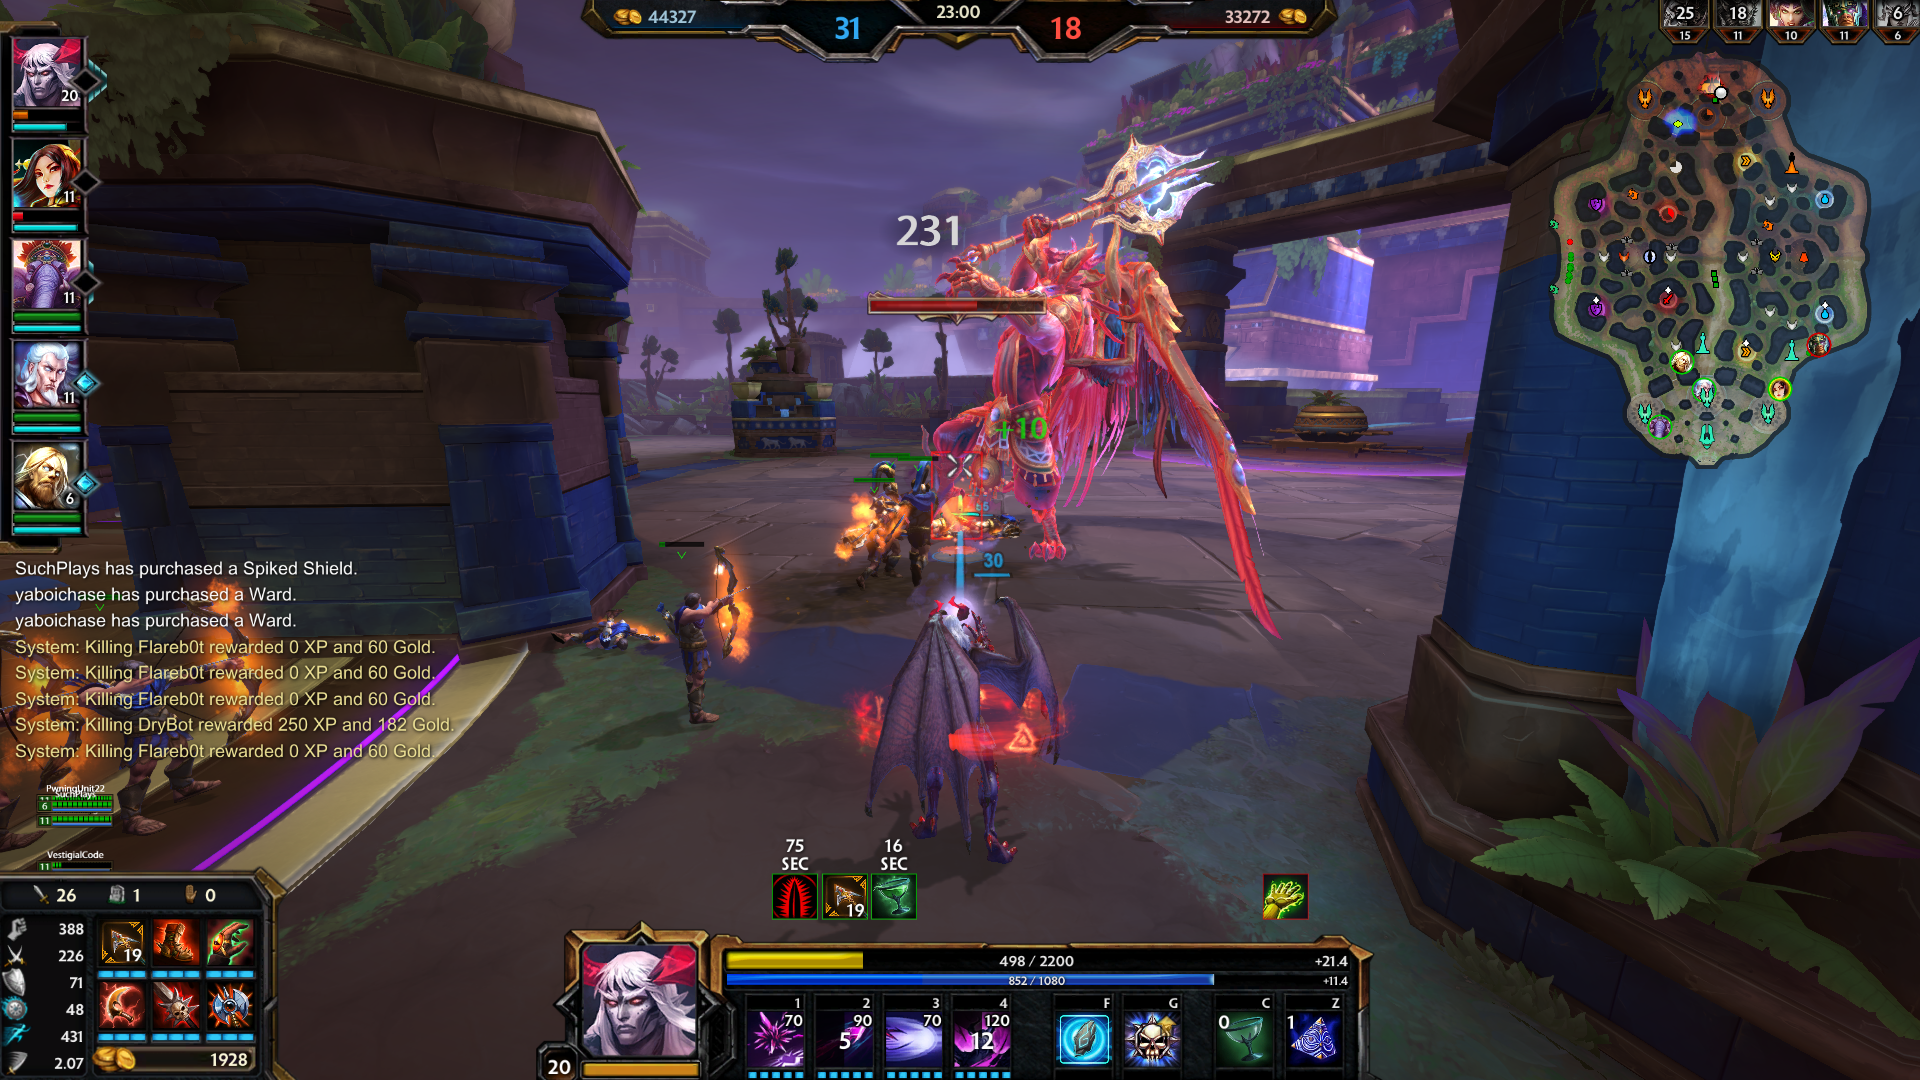 44327
31
23:00
18
33272
25
18
6
15
11
10
11
6
20
11
11
11
6
231
+10
65
30
SuchPlays has purchased a Spiked Shield.
yaboichase has purchased a Ward.
yaboichase has purchased a Ward.
System: Killing Flareb0t rewarded 0 XP and 60 Gold.
System: Killing Flareb0t rewarded 0 XP and 60 Gold.
System: Killing Flareb0t rewarded 0 XP and 60 Gold.
System: Killing DryBot rewarded 250 XP and 182 Gold.
System: Killing Flareb0t rewarded 0 XP and 60 Gold.
PwningUnit22
SuchPlays
6
11
VestigialCode
11
26
1
0
388
226
71
48
431
2.07
19
1928
75
SEC
16
SEC
19
498 / 2200
+21.4
852 / 1080
+11.4
1
2
3
4
F
G
C
Z
70
90
70
120
5
12
0
1
20